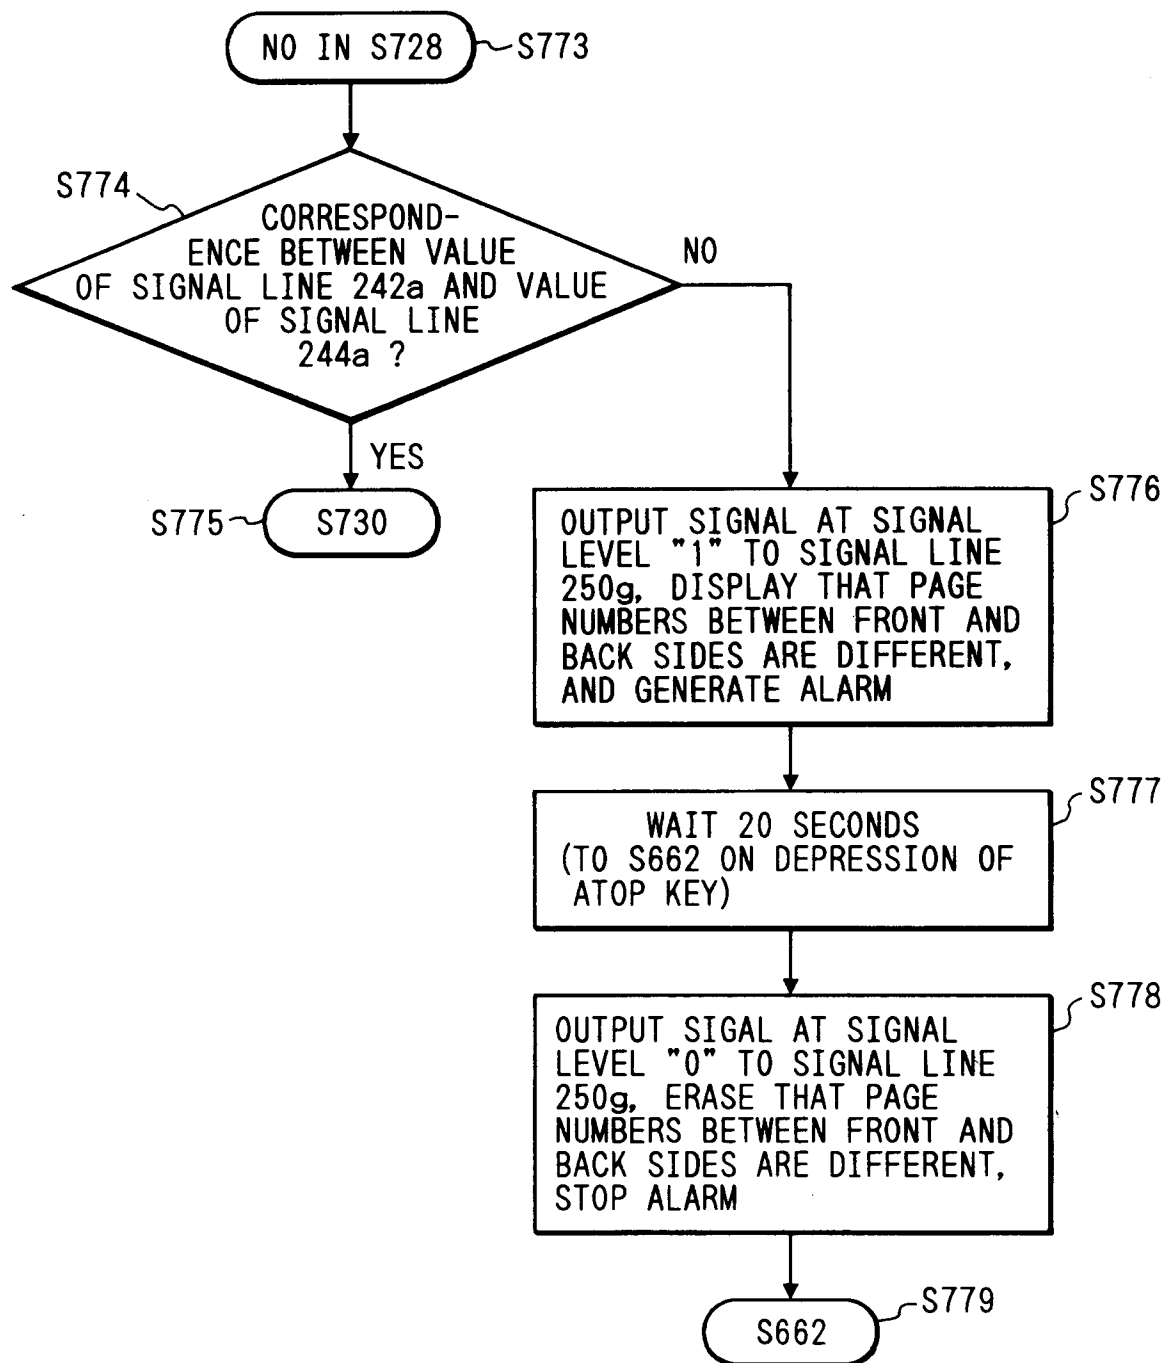 NO IN S728
S773
S774
CORRESPOND-
ENCE BETWEEN VALUE
OF SIGNAL LINE 242a AND VALUE
OF SIGNAL LINE
244a ?
NO
YES
S775
S730
S776
OUTPUT SIGNAL AT SIGNAL
LEVEL "1" TO SIGNAL LINE
250g, DISPLAY THAT PAGE
NUMBERS BETWEEN FRONT AND
BACK SIDES ARE DIFFERENT,
AND GENERATE ALARM
S777
WAIT 20 SECONDS
(TO S662 ON DEPRESSION OF
ATOP KEY)
S778
OUTPUT SIGAL AT SIGNAL
LEVEL "0" TO SIGNAL LINE
250g, ERASE THAT PAGE
NUMBERS BETWEEN FRONT AND
BACK SIDES ARE DIFFERENT,
STOP ALARM
S779
S662